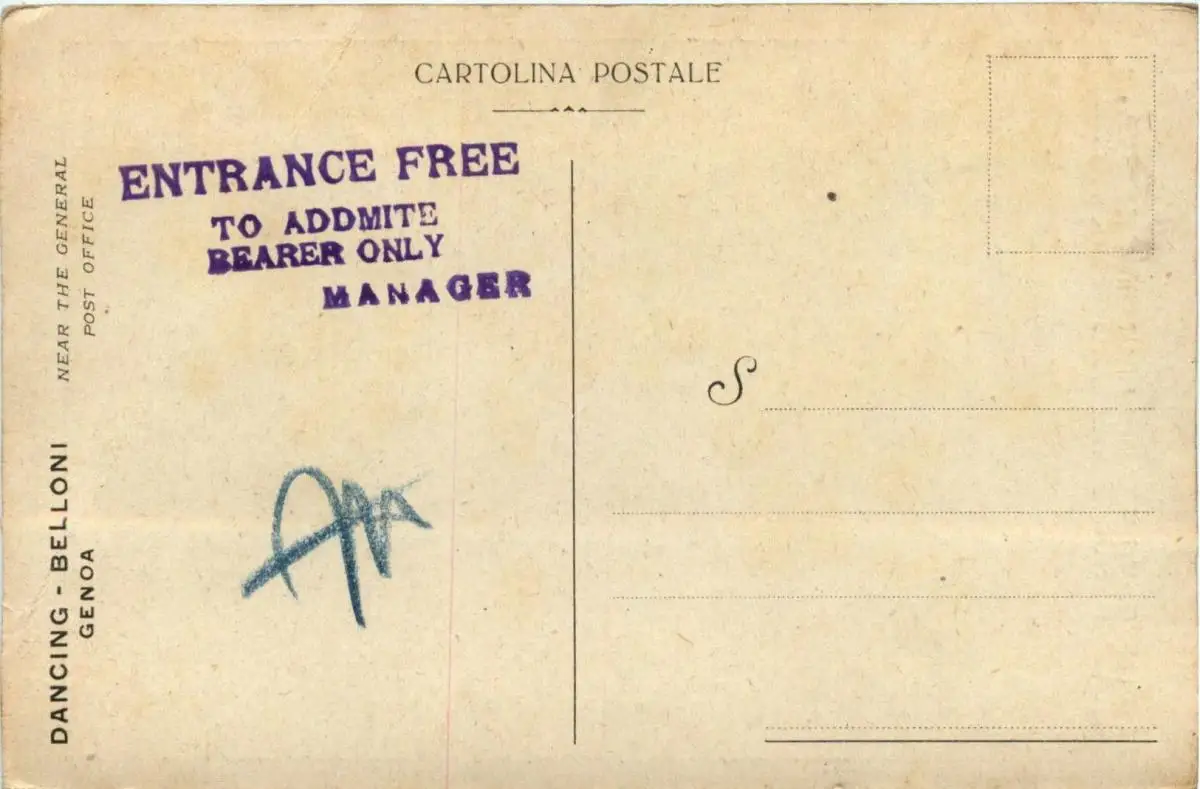 CARTOLINA POSTALE
ENTRANCE FREE
TO ADDMITE
BEARER ONLY
MANAGER
NEAR THE GENERAL
POST OFFICE
DANCING - BELLONI
GENOA
S